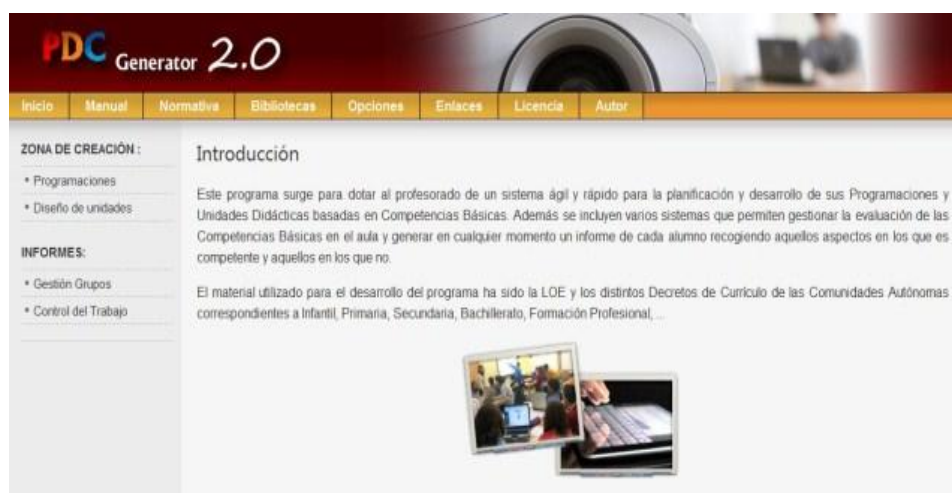 PDC Generator 2.0
Inicio Manual Normativa Bibliotecas Opciones Enlaces Licencia Autor
ZONA DE CREACIÓN :
• Programaciones
• Diseño de unidades
INFORMES:
• Gestión Grupos
• Control del Trabajo
Introducción
Este programa surge para dotar al profesorado de un sistema ágil y rápido para la planificación y desarrollo de sus Programaciones y
Unidades Didácticas basadas en Competencias Básicas. Además se incluyen varios sistemas que permiten gestionar la evaluación de las
Competencias Básicas en el aula y generar en cualquier momento un informe de cada alumno recogiendo aquellos aspectos en los que es
competente y aquellos en los que no.
El material utilizado para el desarrollo del programa ha sido la LOE y los distintos Decretos de Currículo de las Comunidades Autónomas
correspondientes a Infantil, Primaria, Secundaria, Bachillerato, Formación Profesional, ...